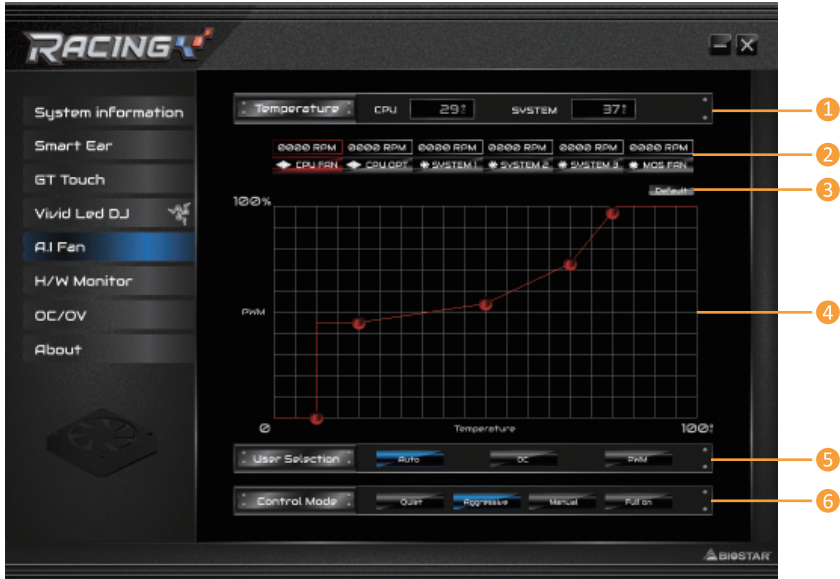 RACING
System information
Smart Ear
GT Touch
Vivid Led DJ
A.I Fan
H/W Monitor
OC/OV
About
Temperature CPU 29℃ SYSTEM 37℃ 1
0000 RPM 0000 RPM 0000 RPM 0000 RPM 0000 RPM 0000 RPM 2
CPU FAN CPU OPT SYSTEM 1 SYSTEM 2 SYSTEM 3 MOS FAN
Default 3
100%
PWM 4
0 Temperature 100℃
User Selection Auto DC PWM 5
Control Mode Quiet Aggressive Manual Full on 6
BIOSTAR